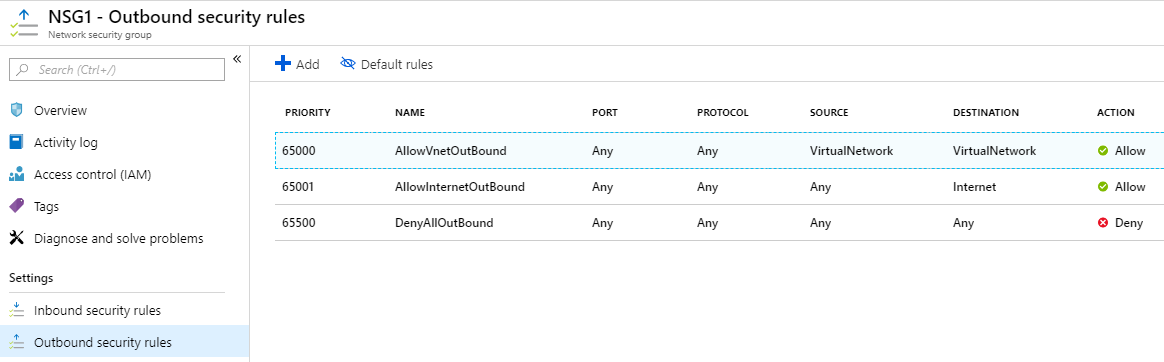 NSG1 - Outbound security rules
Network security group
«
Search (Ctrl+/)
Overview
Activity log
Access control (IAM)
Tags
Diagnose and solve problems
Settings
Inbound security rules
Outbound security rules
Add Default rules
PRIORITY NAME PORT PROTOCOL SOURCE DESTINATION ACTION
65000 AllowVnetOutBound Any Any VirtualNetwork VirtualNetwork Allow
65001 AllowInternetOutBound Any Any Any Internet Allow
65500 DenyAllOutBound Any Any Any Any Deny